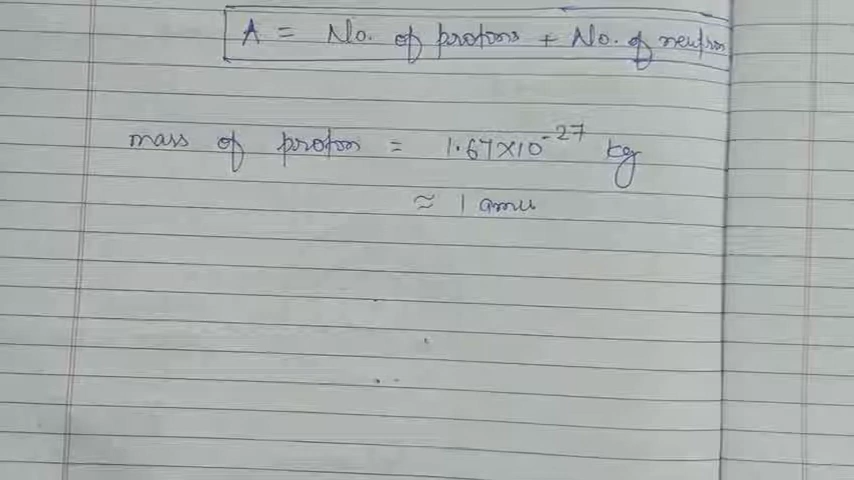 A = No. of protons + No. of neutron
mass of proton = 1.67×10⁻²⁷ kg
≈ 1 amu